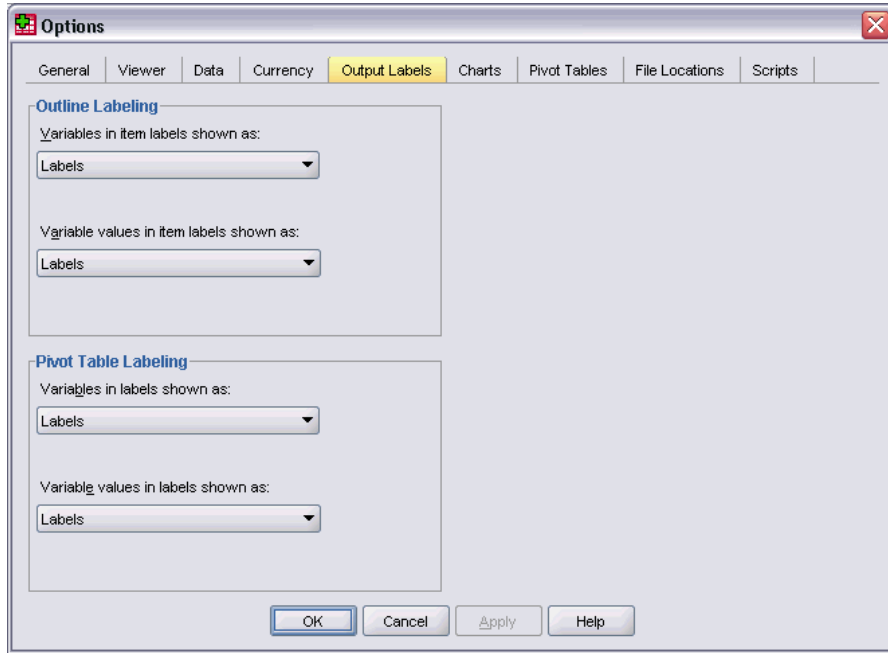 Options
General Viewer Data Currency Output Labels Charts Pivot Tables File Locations Scripts
Outline Labeling
Variables in item labels shown as:
Labels
Variable values in item labels shown as:
Labels
Pivot Table Labeling
Variables in labels shown as:
Labels
Variable values in labels shown as:
Labels
OK Cancel Apply Help